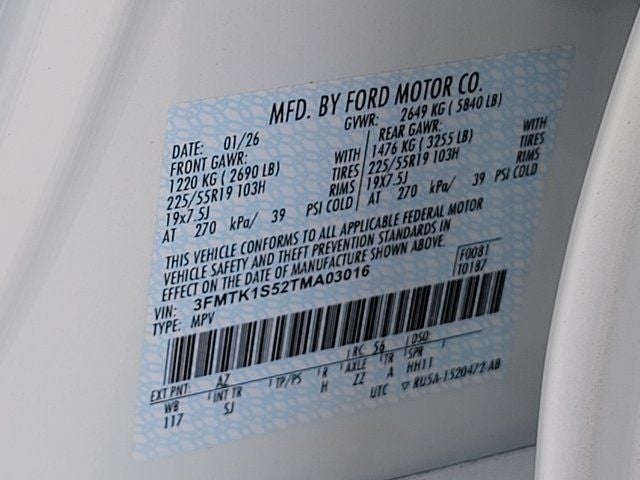 MFD. BY FORD MOTOR CO.
DATE: 01/26 GVWR: 2649 KG ( 5840 LB)
FRONT GAWR: REAR GAWR:
1220 KG ( 2690 LB) WITH 1476 KG ( 3255 LB) WITH
225/55R19 103H TIRES 225/55R19 103H TIRES
19x7.5J RIMS 19x7.5J RIMS
AT 270 kPa/ 39 PSI COLD AT 270 kPa/ 39 PSI COLD
THIS VEHICLE CONFORMS TO ALL APPLICABLE FEDERAL MOTOR
VEHICLE SAFETY AND THEFT PREVENTION STANDARDS IN
EFFECT ON THE DATE OF MANUFACTURE SHOWN ABOVE.
VIN: 3FMTK1S52TMA03016 F0081
TYPE: MPV T0187
EXT PNT: AZ RC: 56 DSO:
WB INT TR TP/PS R AXLE TR SPR
117 SJ H ZZ A HH11
UTC ▽ RU5A-1520472-AB